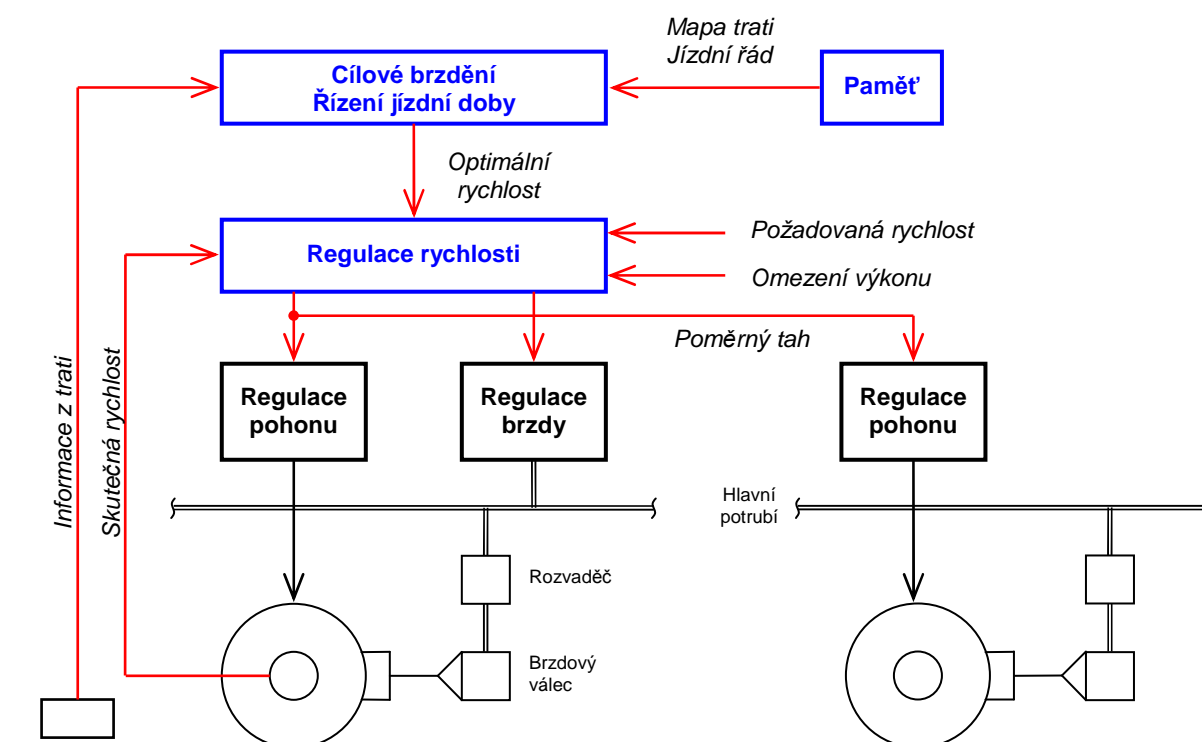 Mapa trati
Jízdní řád
Cílové brzdění
Řízení jízdní doby
Paměť
Optimální
rychlost
Regulace rychlosti
Požadovaná rychlost
Omezení výkonu
Poměrný tah
Informace z trati
Skutečná rychlost
Regulace
pohonu
Regulace
brzdy
Regulace
pohonu
Hlavní
potrubí
Rozvaděč
Brzdový
válec